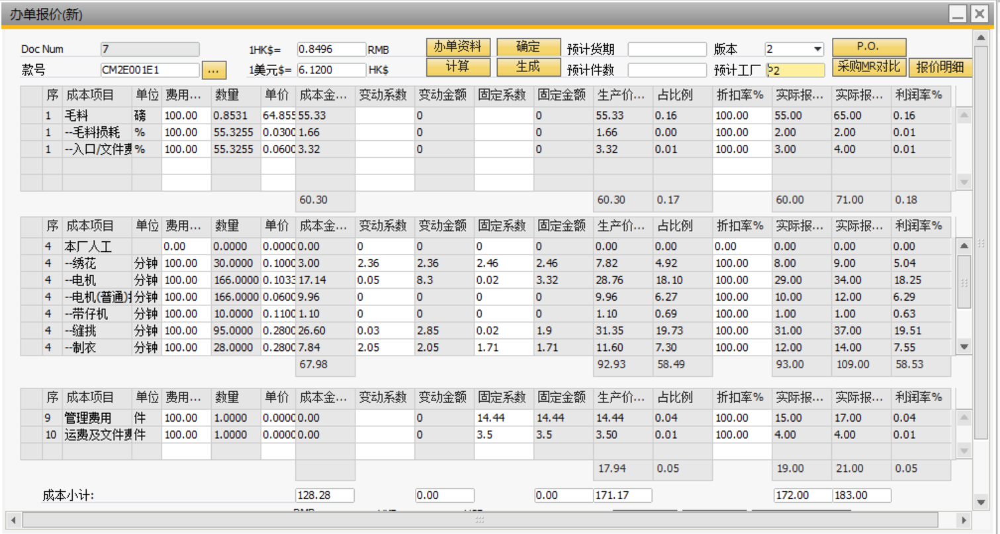 办单报价(新)
Doc Num 7 1HK$= 0.8496 RMB 办单资料 确定 预计货期 版本 2 P.O.
款号 CM2E001E1 ... 1美元$= 6.1200 HK$ 计算 生成 预计件数 预计工厂 P2 采购MR对比 报价明细
序 成本项目 单位 费用... 数量 单价 成本金... 变动系数 变动金额 固定系数 固定金额 生产价... 占比例 折扣率% 实际报... 实际报... 利润率%
1 毛料 磅 100.00 0.8531 64.855 55.33 0 0 55.33 0.16 100.00 55.00 65.00 0.16
1 --毛料损耗 % 100.00 55.3255 0.0300 1.66 0 0 1.66 0.00 100.00 2.00 2.00 0.01
1 --入口/文件费 % 100.00 55.3255 0.0600 3.32 0 0 3.32 0.01 100.00 3.00 4.00 0.01
60.30 60.30 0.17 60.00 71.00 0.18
序 成本项目 单位 费用... 数量 单价 成本金... 变动系数 变动金额 固定系数 固定金额 生产价... 占比例 折扣率% 实际报... 实际报... 利润率%
4 本厂人工 0.00 0.0000 0.0000 0.00 0 0 0 0 0.00 0.00 0.00 0.00 0.00 0.00
4 --绣花 分钟 100.00 30.0000 0.1000 3.00 2.36 2.36 2.46 2.46 7.82 4.92 100.00 8.00 9.00 5.04
4 --电机 分钟 100.00 166.0000 0.1033 17.14 0.05 8.3 0.02 3.32 28.76 18.10 100.00 29.00 34.00 18.25
4 --电机(普通) 分钟 100.00 166.0000 0.0600 9.96 0 0 0 0 9.96 6.27 100.00 10.00 12.00 6.29
4 --带仔机 分钟 100.00 10.0000 0.1100 1.10 0 0 0 0 1.10 0.69 100.00 1.00 1.00 0.63
4 --缝挑 分钟 100.00 95.0000 0.2800 26.60 0.03 2.85 0.02 1.9 31.35 19.73 100.00 31.00 37.00 19.51
4 --制衣 分钟 100.00 28.0000 0.2800 7.84 2.05 2.05 1.71 1.71 11.60 7.30 100.00 12.00 14.00 7.55
67.98 92.93 58.49 93.00 109.00 58.53
序 成本项目 单位 费用... 数量 单价 成本金... 变动系数 变动金额 固定系数 固定金额 生产价... 占比例 折扣率% 实际报... 实际报... 利润率%
9 管理费用 件 100.00 1.0000 0.0000 0.00 0 14.44 14.44 14.44 0.04 100.00 15.00 17.00 0.04
10 运费及文件费 件 100.00 1.0000 0.0000 0.00 0 3.5 3.5 3.50 0.01 100.00 4.00 4.00 0.01
17.94 0.05 19.00 21.00 0.05
成本小计: 128.28 0.00 0.00 171.17 172.00 183.00